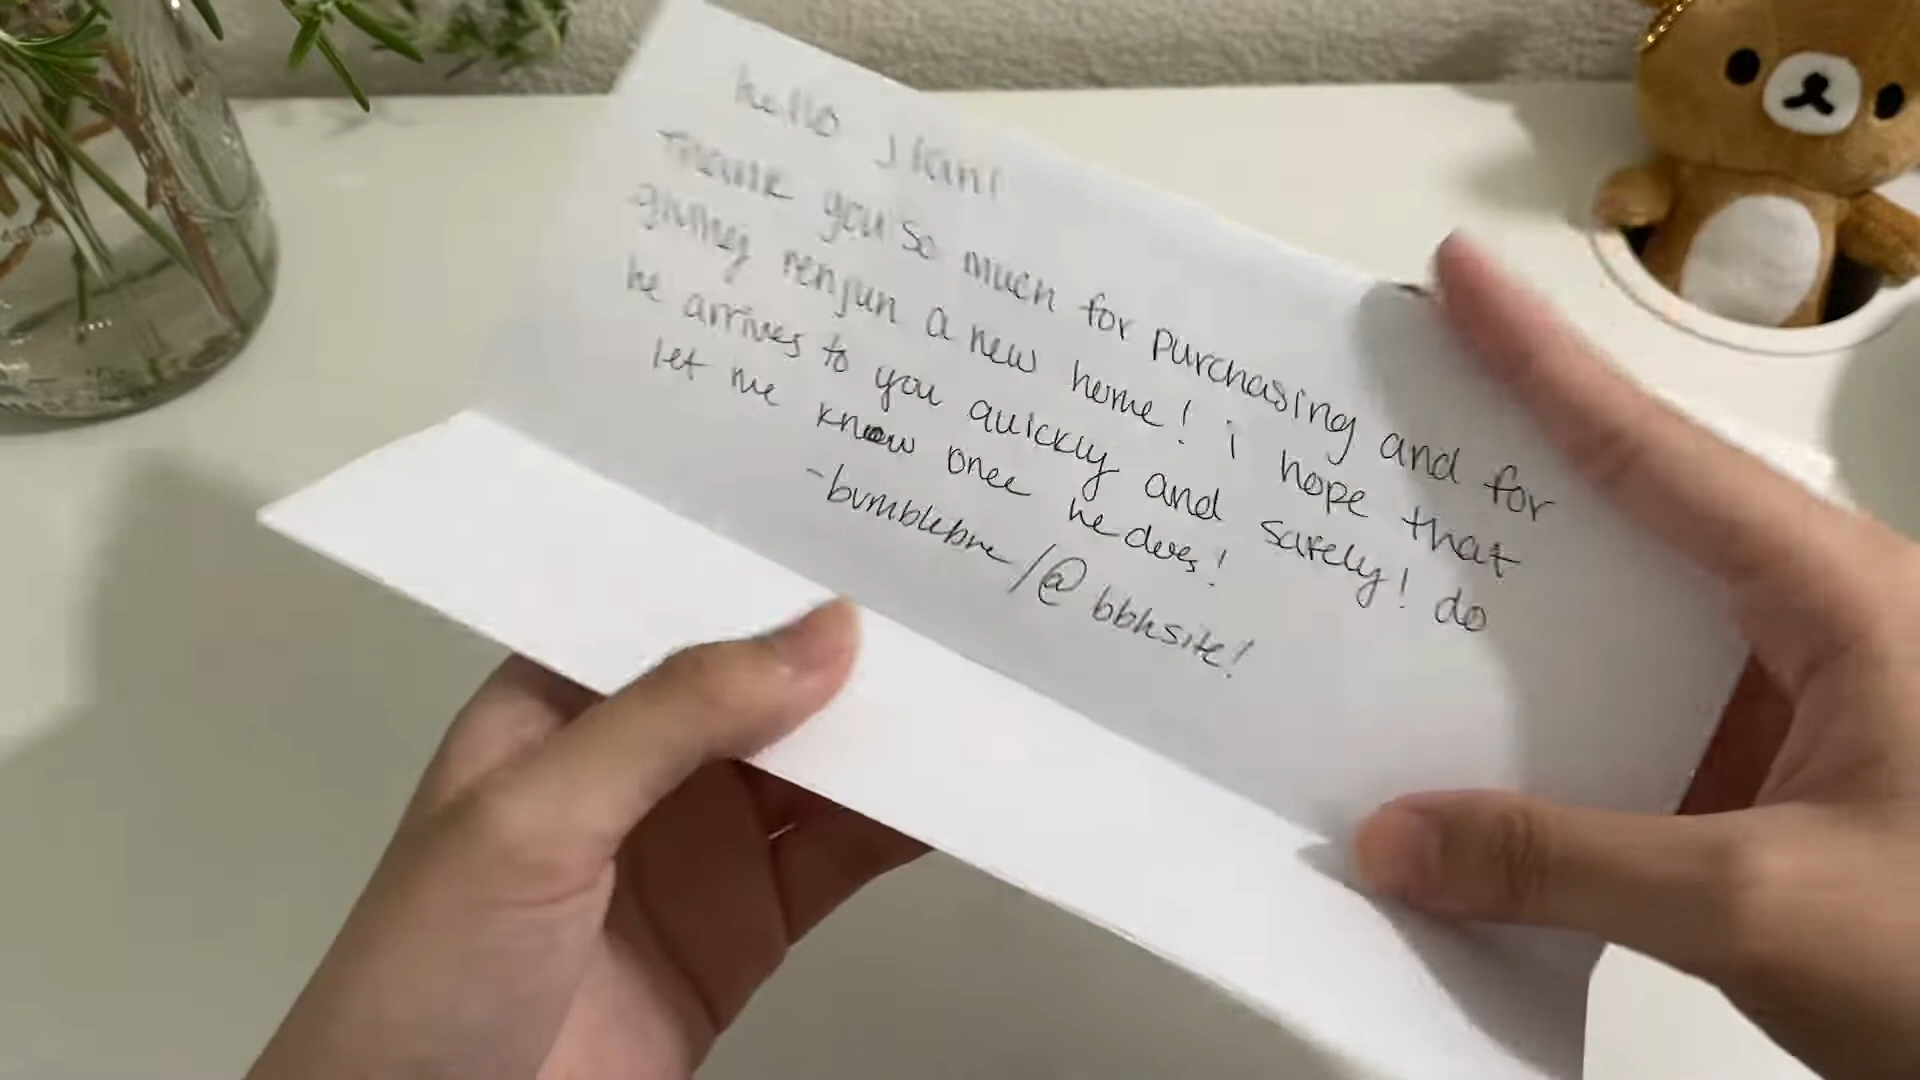 hello
Thank you so much for purchasing and for
giving renjun a new home! i hope that
he arrives to you quickly and safely! do
let me know once he does!
-bumblebre/@bbhsite!